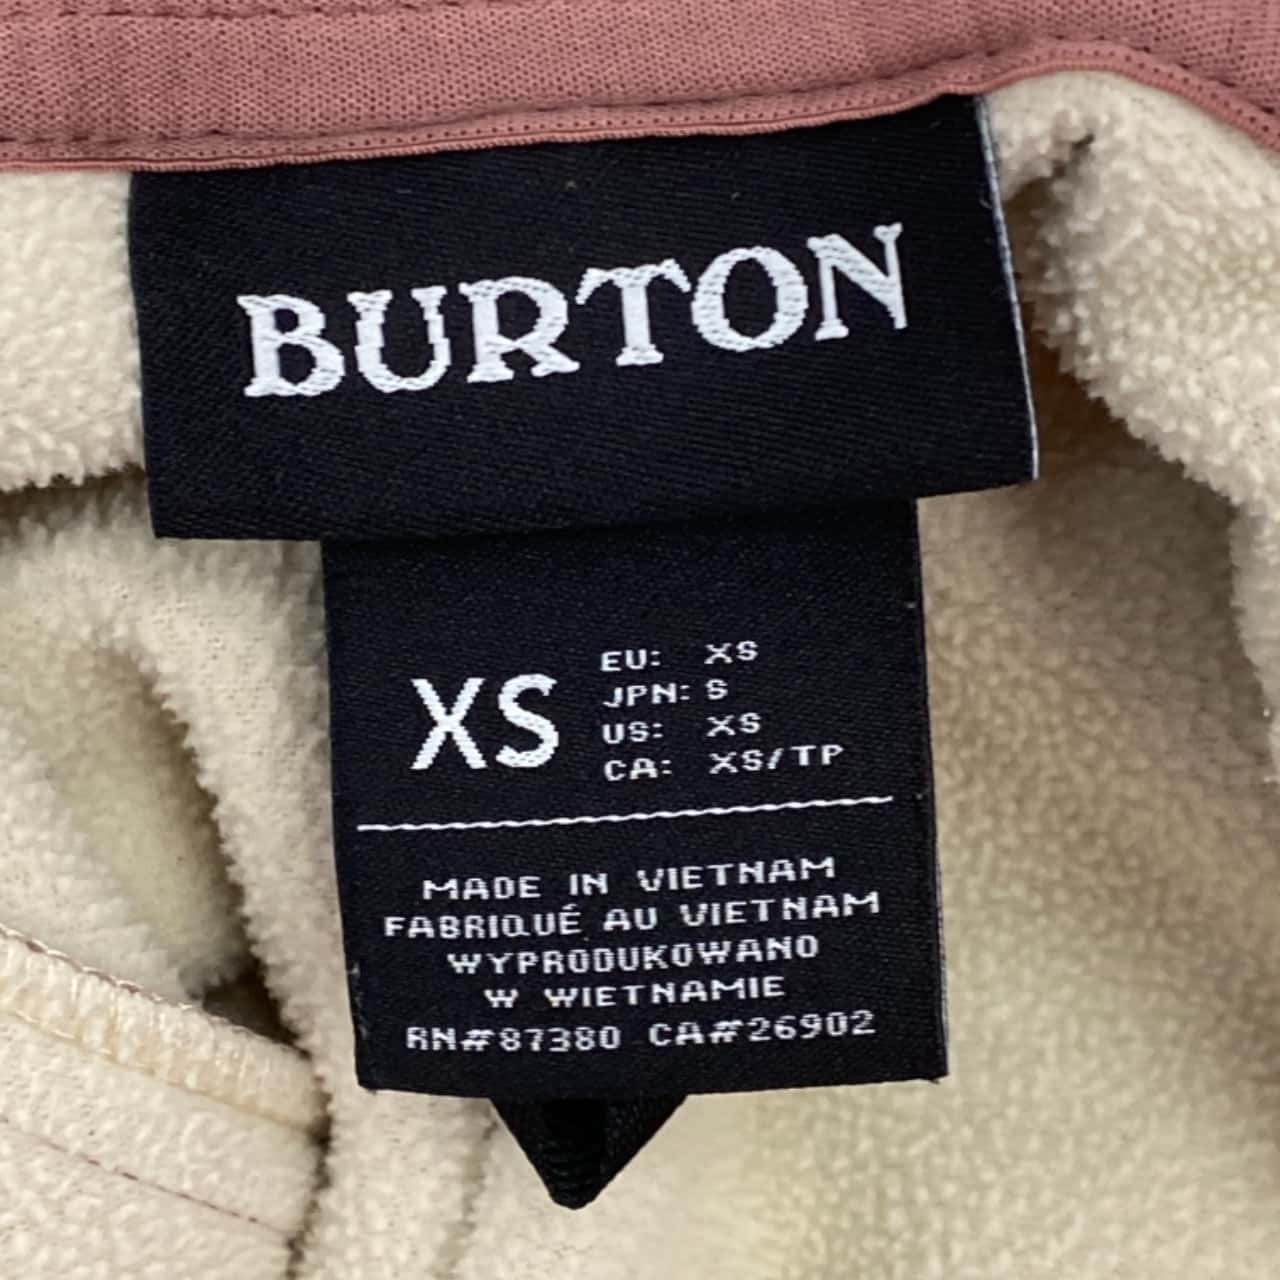 BURTON
XS
EU: XS
JPN: S
US: XS
CA: XS/TP
MADE IN VIETNAM
FABRIQUÉ AU VIETNAM
WYPRODUKOWANO
W WIETNAMIE
RN#87380 CA#26902